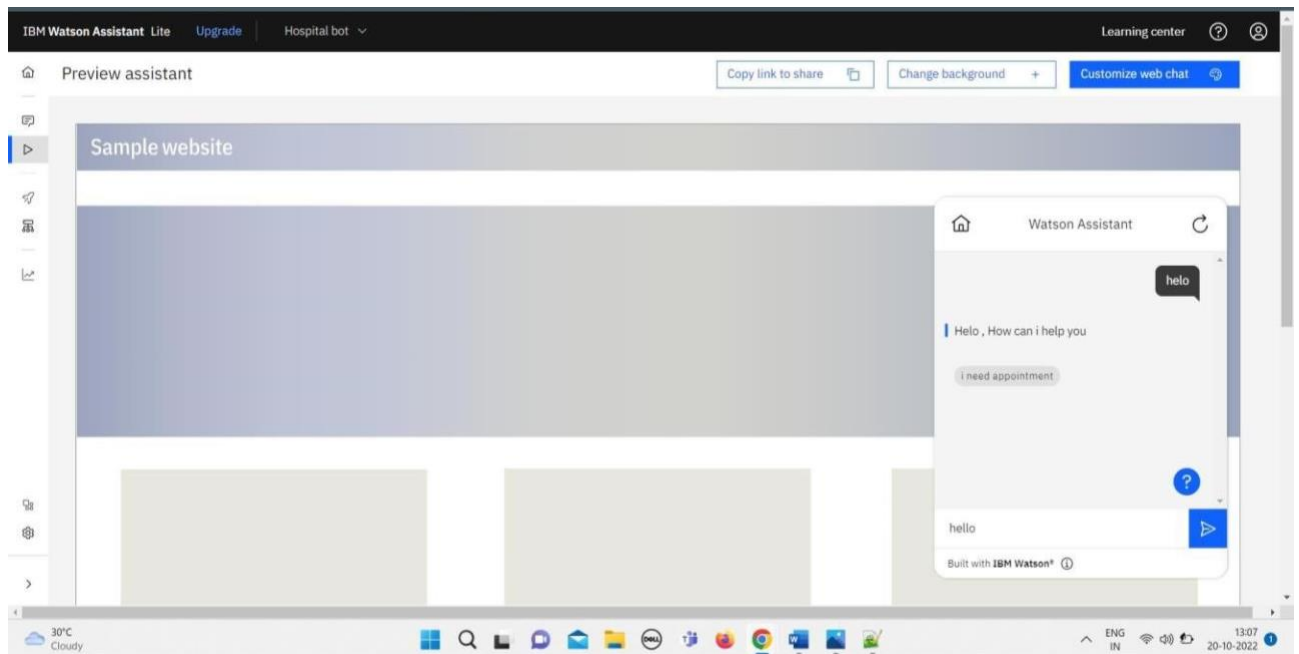 IBM Watson Assistant Lite Upgrade Hospital bot Learning center
Preview assistant Copy link to share Change background + Customize web chat
Sample website
Watson Assistant
helo
Helo , How can i help you
i need appointment
?
hello
Built with IBM Watson®
30°C
Cloudy
DELL
ENG
IN
13:07
20-10-2022
1